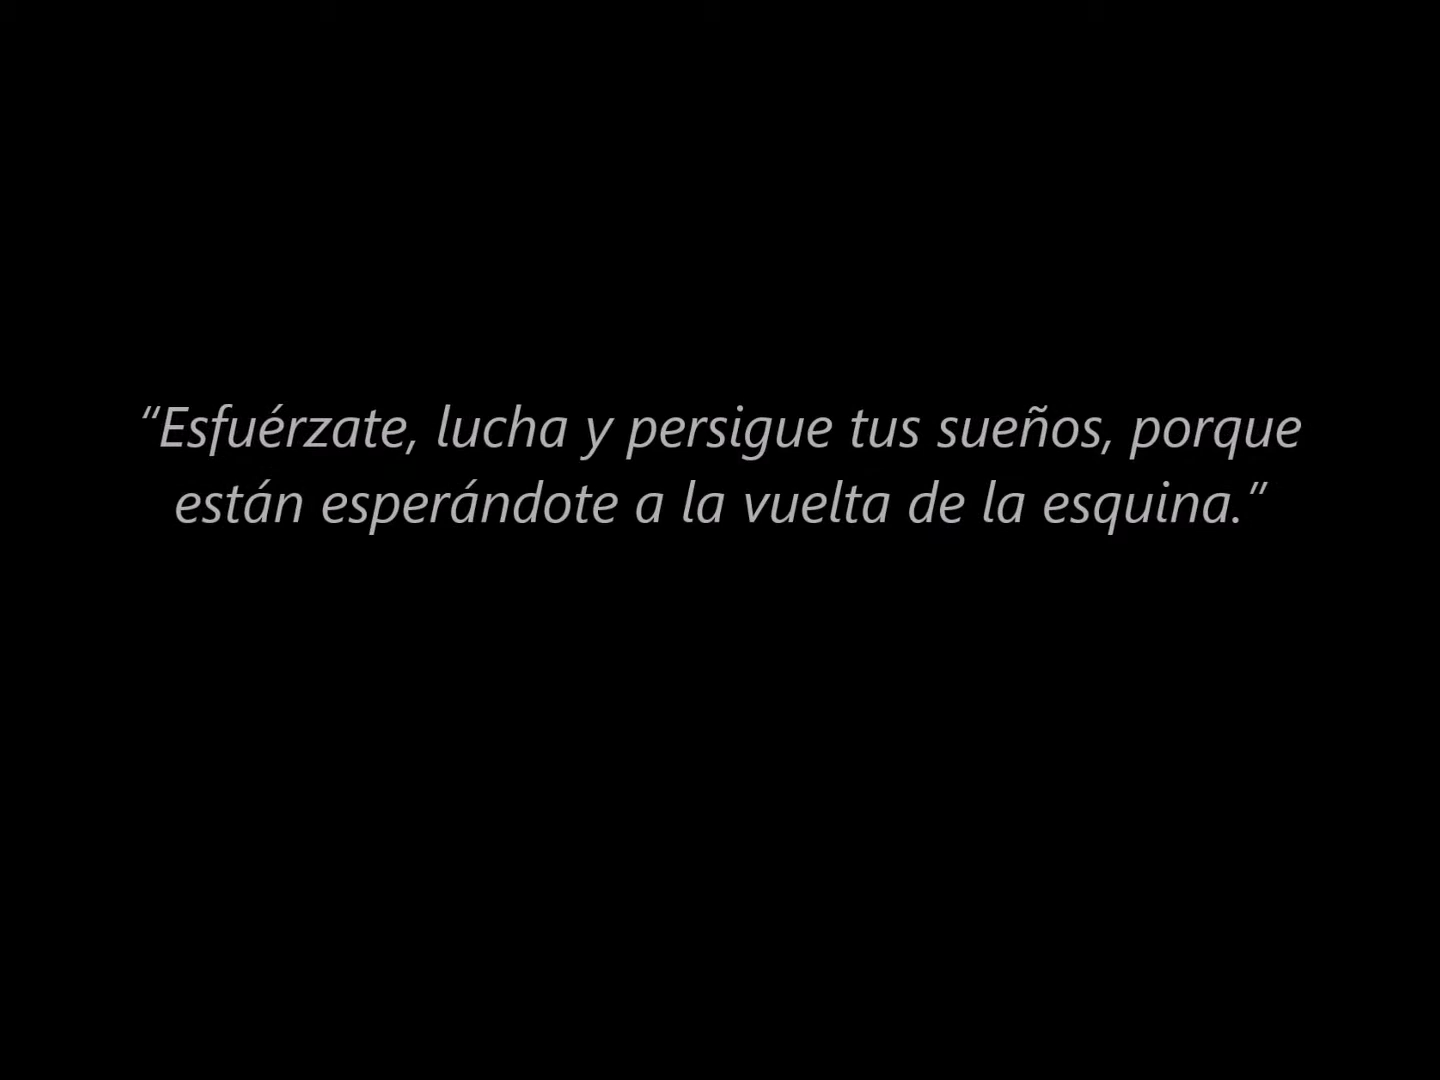 “Esfuérzate, lucha y persigue tus sueños, porque
están esperándote a la vuelta de la esquina.”